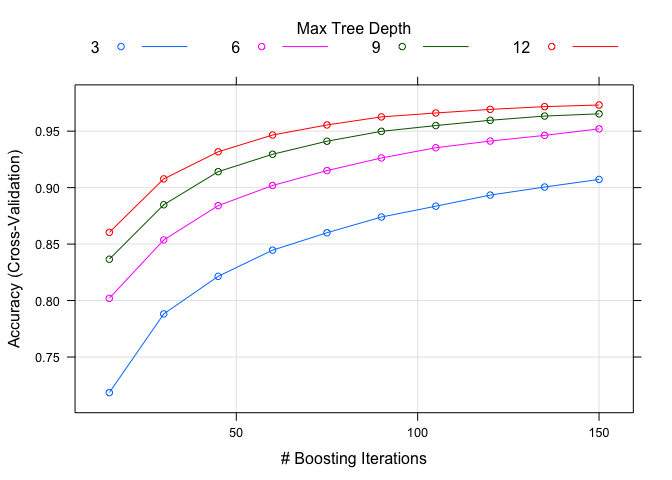 Max Tree Depth
3 6 9 12
Accuracy (Cross-Validation)
0.95
0.90
0.85
0.80
0.75
50 100 150
# Boosting Iterations